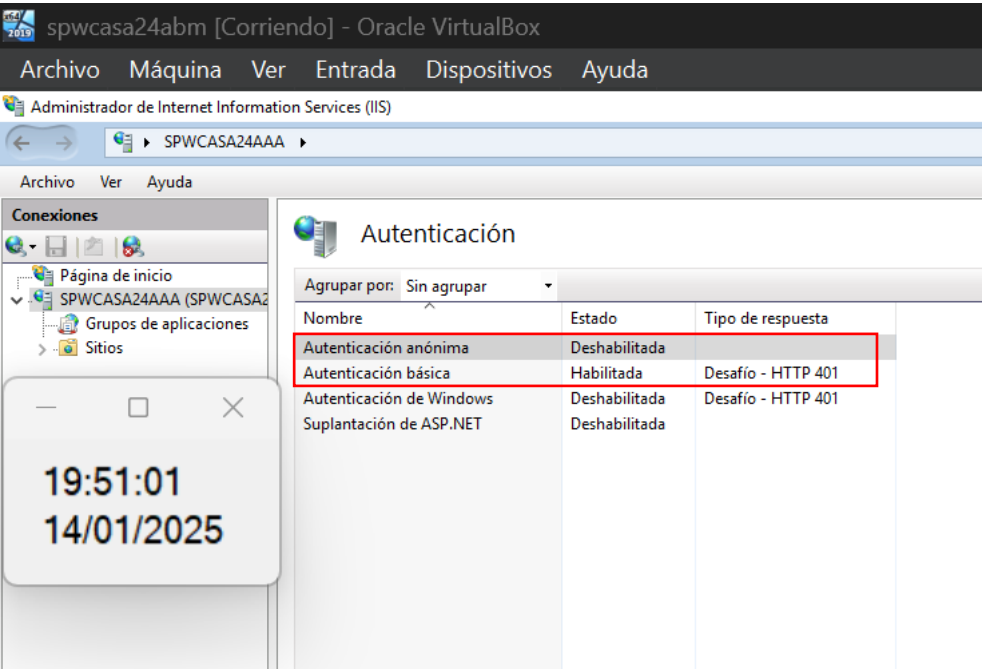 x64
2019
spwcasa24abm [Corriendo] - Oracle VirtualBox
Archivo Máquina Ver Entrada Dispositivos Ayuda
Administrador de Internet Information Services (IIS)
SPWCASA24AAA
Archivo Ver Ayuda
Conexiones
Página de inicio
SPWCASA24AAA (SPWCASA2
Grupos de aplicaciones
Sitios
19:51:01
14/01/2025
Autenticación
Agrupar por: Sin agrupar
Nombre Estado Tipo de respuesta
Autenticación anónima Deshabilitada
Autenticación básica Habilitada Desafío - HTTP 401
Autenticación de Windows Deshabilitada Desafío - HTTP 401
Suplantación de ASP.NET Deshabilitada